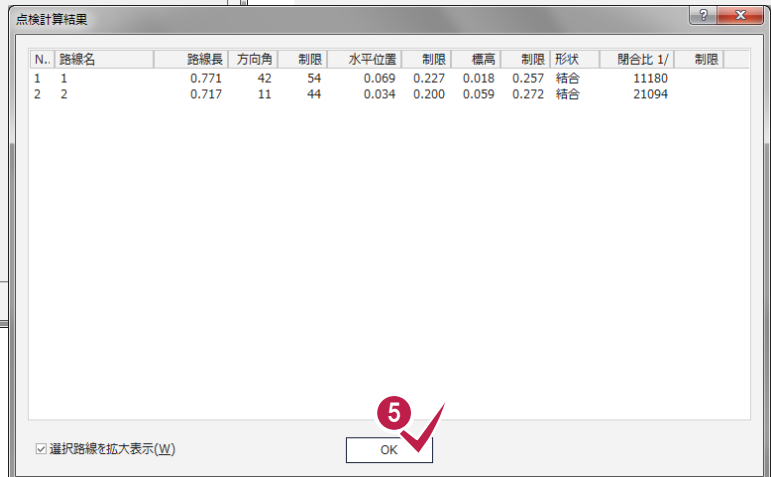 点検計算結果
N.. 路線名 路線長 方向角 制限 水平位置 制限 標高 制限 形状 閉合比 1/ 制限
1 1 0.771 42 54 0.069 0.227 0.018 0.257 結合 11180
2 2 0.717 11 44 0.034 0.200 0.059 0.272 結合 21094
5
選択路線を拡大表示(W) OK